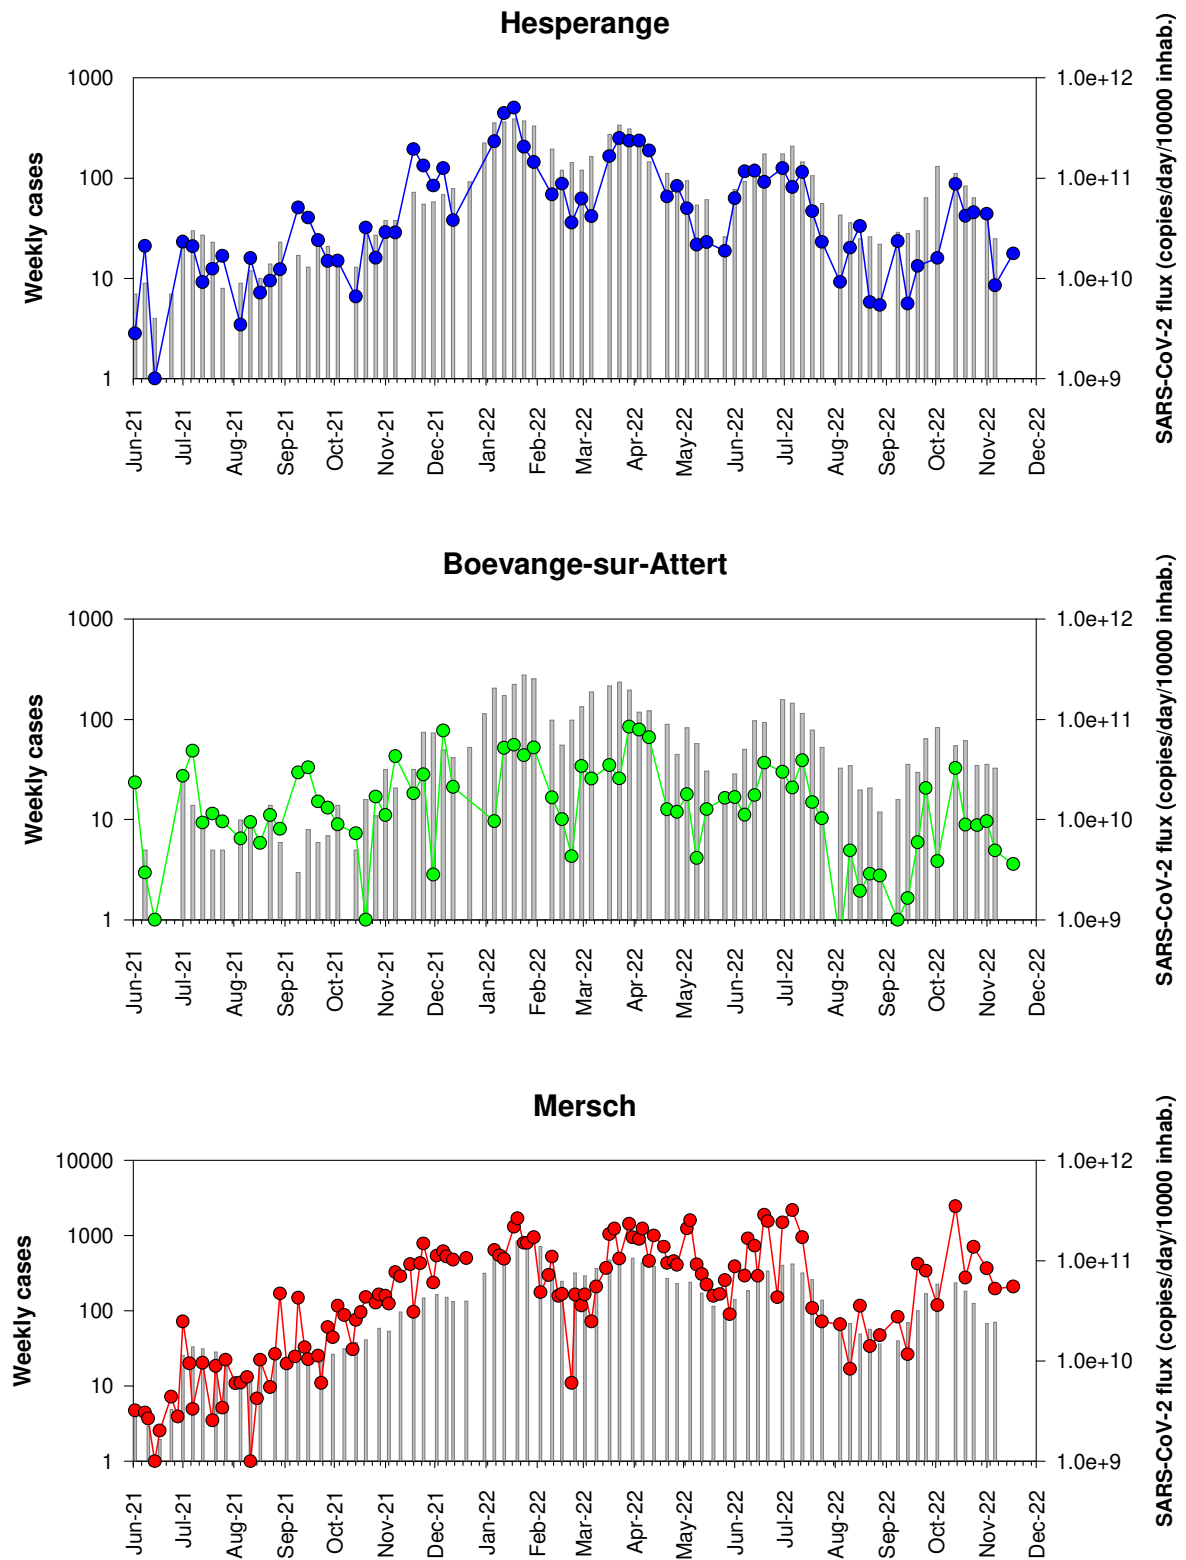 Hesperange
1000
100
10
1
Weekly cases
1.0e+12
1.0e+11
1.0e+10
1.0e+9
SARS-CoV-2 flux (copies/day/10000 inhab.)
Jun-21
Jul-21
Aug-21
Sep-21
Oct-21
Nov-21
Dec-21
Jan-22
Feb-22
Mar-22
Apr-22
May-22
Jun-22
Jul-22
Aug-22
Sep-22
Oct-22
Nov-22
Dec-22
Boevange-sur-Attert
1000
100
10
1
Weekly cases
1.0e+12
1.0e+11
1.0e+10
1.0e+9
SARS-CoV-2 flux (copies/day/10000 inhab.)
Jun-21
Jul-21
Aug-21
Sep-21
Oct-21
Nov-21
Dec-21
Jan-22
Feb-22
Mar-22
Apr-22
May-22
Jun-22
Jul-22
Aug-22
Sep-22
Oct-22
Nov-22
Dec-22
Mersch
10000
1000
100
10
1
Weekly cases
1.0e+12
1.0e+11
1.0e+10
1.0e+9
SARS-CoV-2 flux (copies/day/10000 inhab.)
Jun-21
Jul-21
Aug-21
Sep-21
Oct-21
Nov-21
Dec-21
Jan-22
Feb-22
Mar-22
Apr-22
May-22
Jun-22
Jul-22
Aug-22
Sep-22
Oct-22
Nov-22
Dec-22